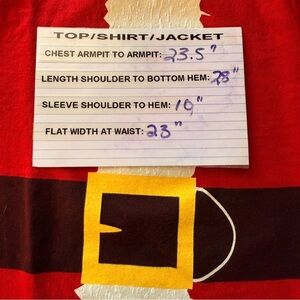 TOP/SHIRT/JACKET
CHEST ARMPIT TO ARMPIT: 23.5"
LENGTH SHOULDER TO BOTTOM HEM: 28"
SLEEVE SHOULDER TO HEM: 10"
FLAT WIDTH AT WAIST: 23"